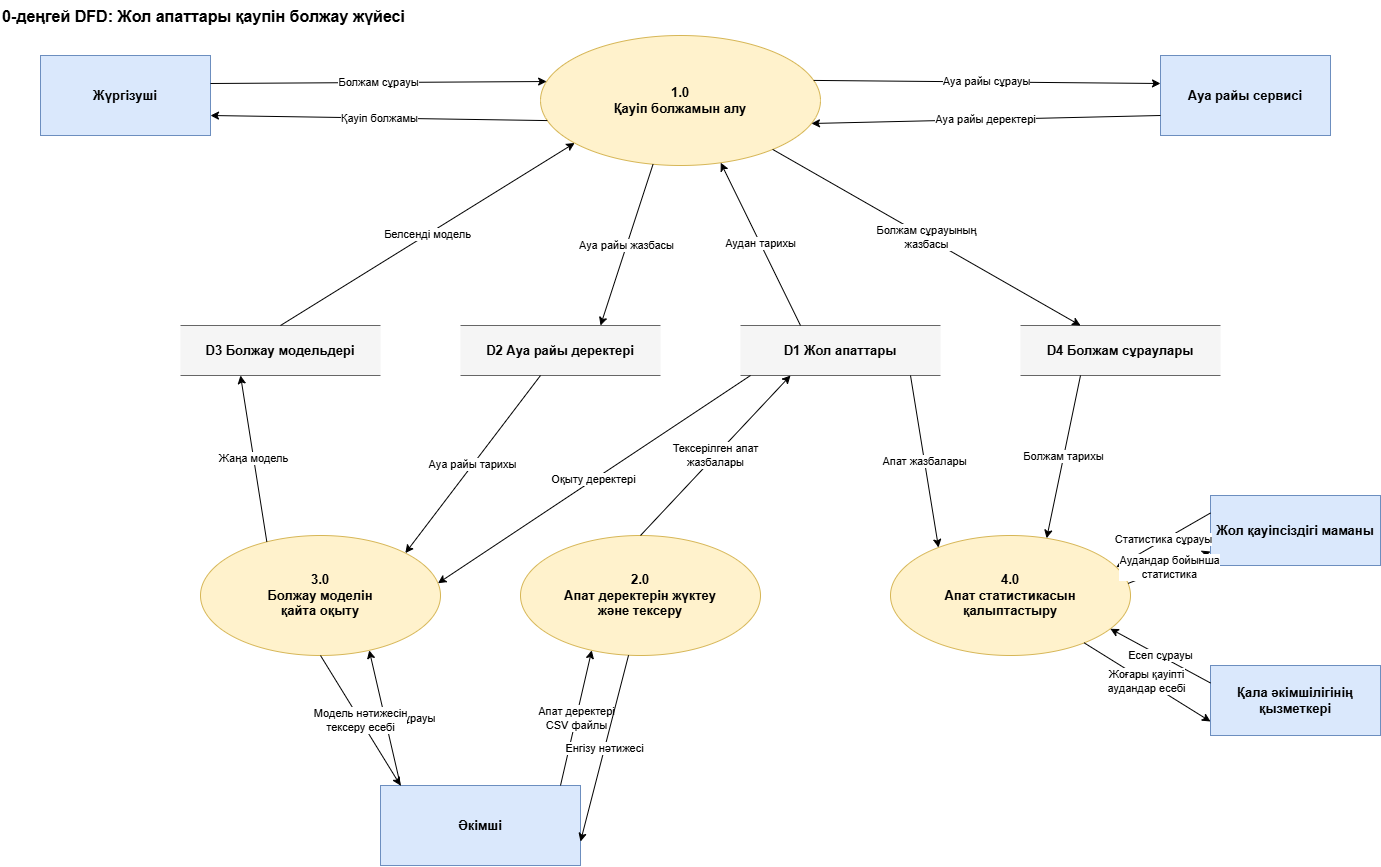 0-деңгей DFD: Жол апаттары қаупін болжау жүйесі
Жүргізуші
Болжам сұрауы
Қауіп болжамы
1.0
Қауіп болжамын алу
Ауа райы сұрауы
Ауа райы деректері
Ауа райы сервисі
Белсенді модель
Ауа райы жазбасы
Аудан тарихы
Болжам сұрауының
жазбасы
D3 Болжау модельдері
D2 Ауа райы деректері
D1 Жол апаттары
D4 Болжам сұраулары
Жаңа модель
Ауа райы тарихы
Оқыту деректері
Тексерілген апат
жазбалары
Апат жазбалары
Болжам тарихы
3.0
Болжау моделін
қайта оқыту
2.0
Апат деректерін жүктеу
және тексеру
4.0
Апат статистикасын
қалыптастыру
Статистика сұрауы
Аудандар бойынша
статистика
Жол қауіпсіздігі маманы
Есеп сұрауы
Жоғары қауіпті
аудандар есебі
Қала әкімшілігінің
қызметкері
Модель нәтижесін
тексеру есебі
Апат деректері
CSV файлы
Енгізу нәтижесі
Әкімші